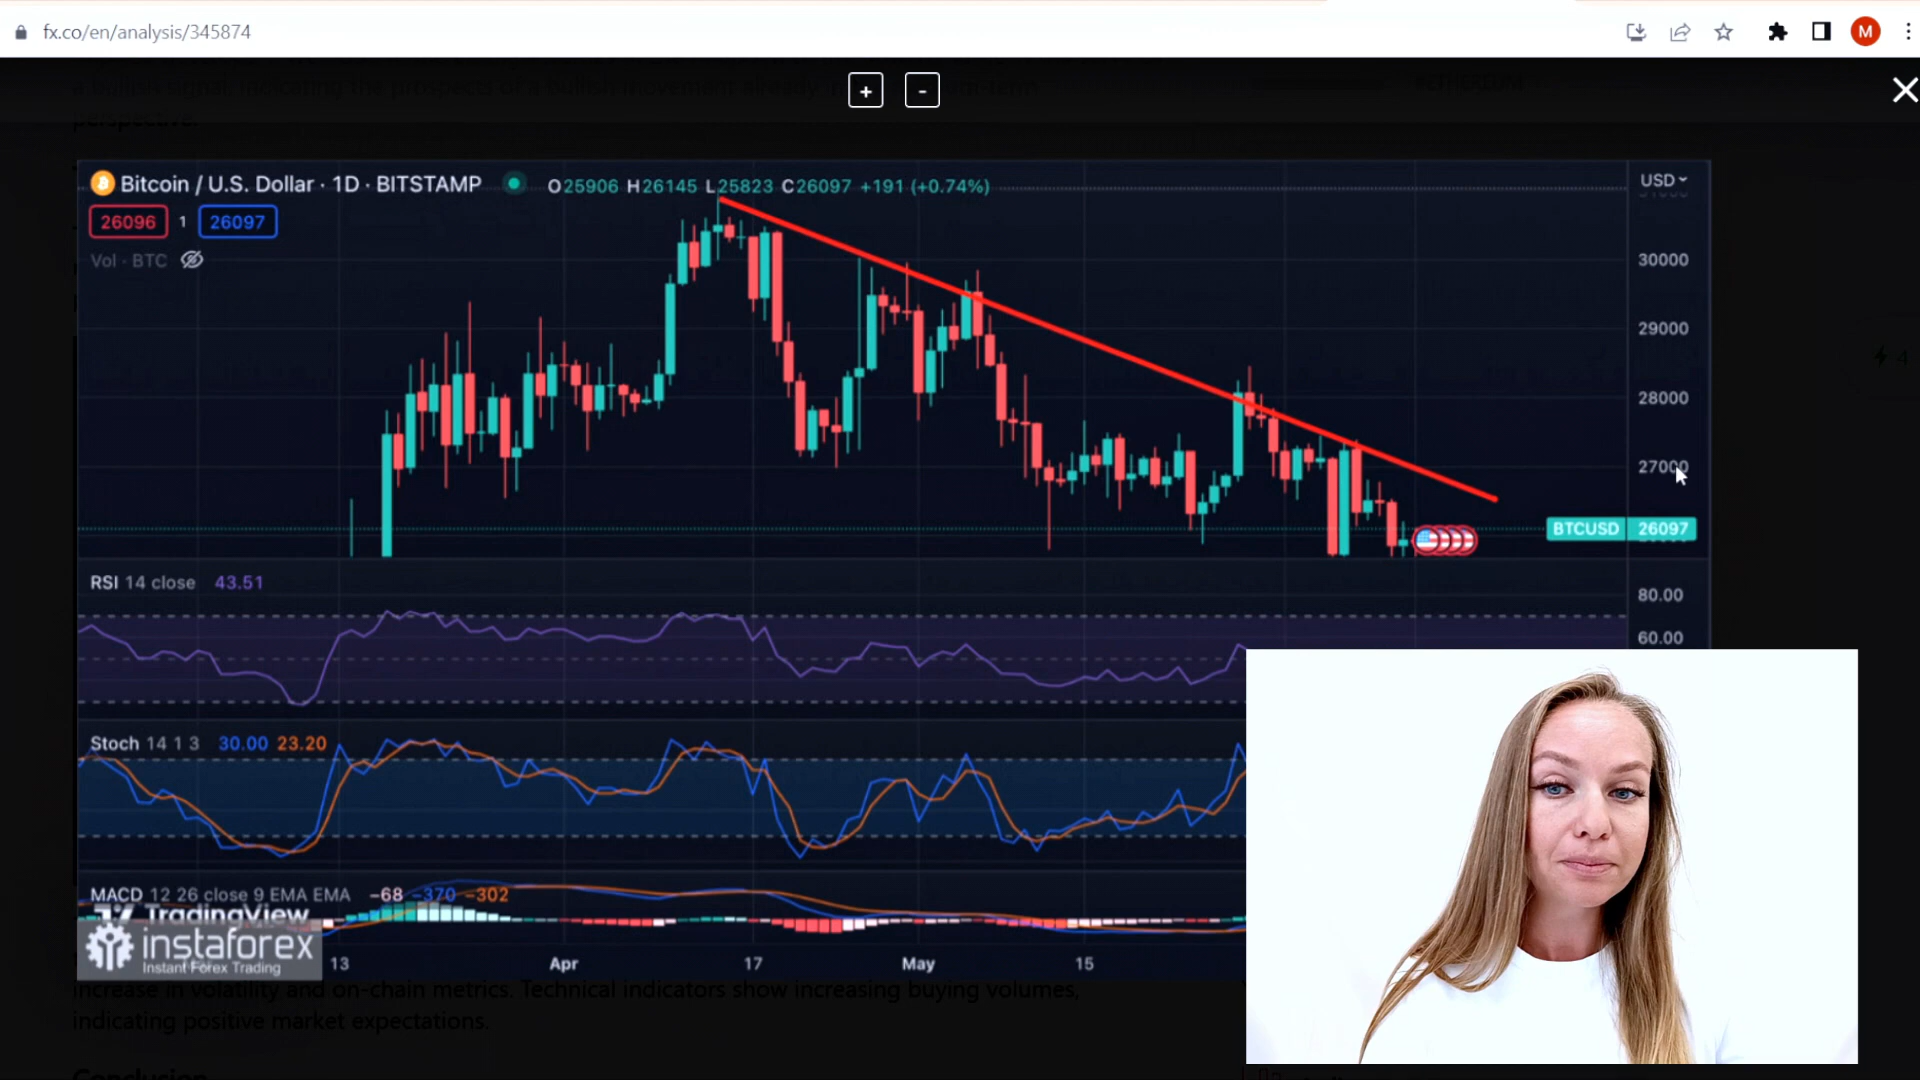 fx.co/en/analysis/345874
M
+ -
perspective.
Bitcoin / U.S. Dollar · 1D · BITSTAMP O25906 H26145 L25823 C26097 +191 (+0.74%)
USD
26096 1 26097
Vol · BTC
30000
29000
28000
27000
BTCUSD 26097
RSI 14 close 43.51
80.00
60.00
Stoch 14 1 3 30.00 23.20
MACD 12 26 close 9 EMA EMA −68 −370 −302
TradingView
instaforex
Instant Forex Trading
13 Apr 17 May 15
increase in volatility and on-chain metrics. Technical indicators show increasing buying volumes,
indicating positive market expectations.
Conclusion